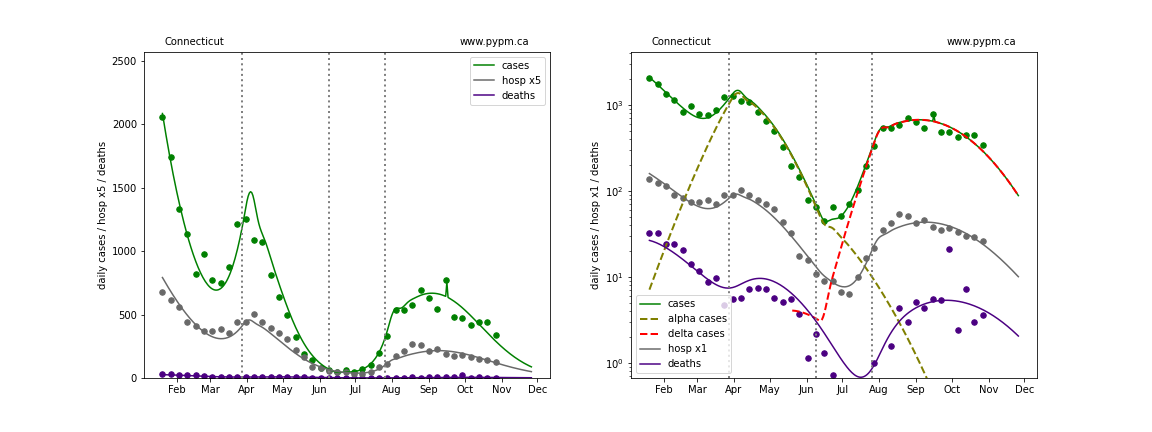 Connecticut www.pypm.ca
2500
2000
1500
1000
500
0
daily cases / hosp x5 / deaths
cases
hosp x5
deaths
Feb Mar Apr May Jun Jul Aug Sep Oct Nov Dec
Connecticut www.pypm.ca
10³
10²
10¹
10⁰
daily cases / hosp x1 / deaths
cases
alpha cases
delta cases
hosp x1
deaths
Feb Mar Apr May Jun Jul Aug Sep Oct Nov Dec